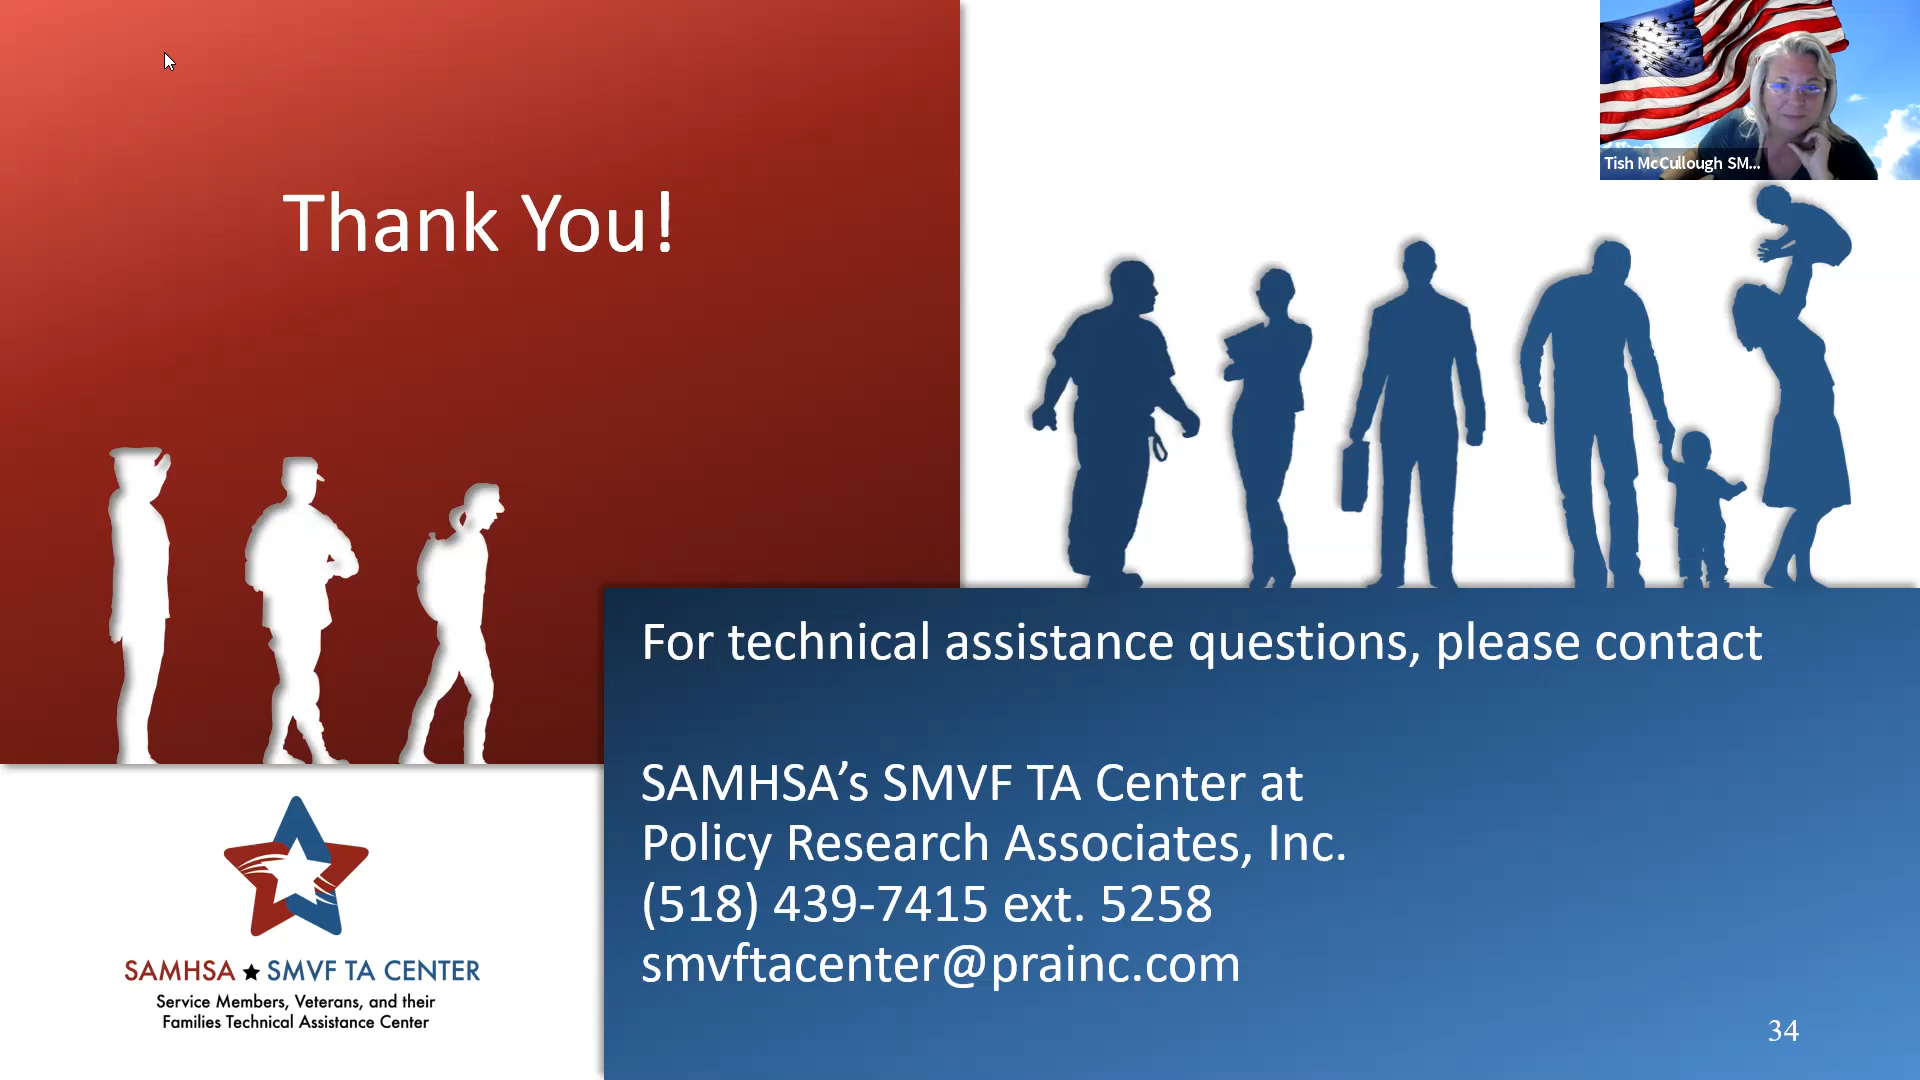 Tish McCullough SM...
Thank You!
For technical assistance questions, please contact
SAMHSA’s SMVF TA Center at
Policy Research Associates, Inc.
(518) 439-7415 ext. 5258
smvftacenter@prainc.com
SAMHSA ★ SMVF TA CENTER
Service Members, Veterans, and their
Families Technical Assistance Center
34